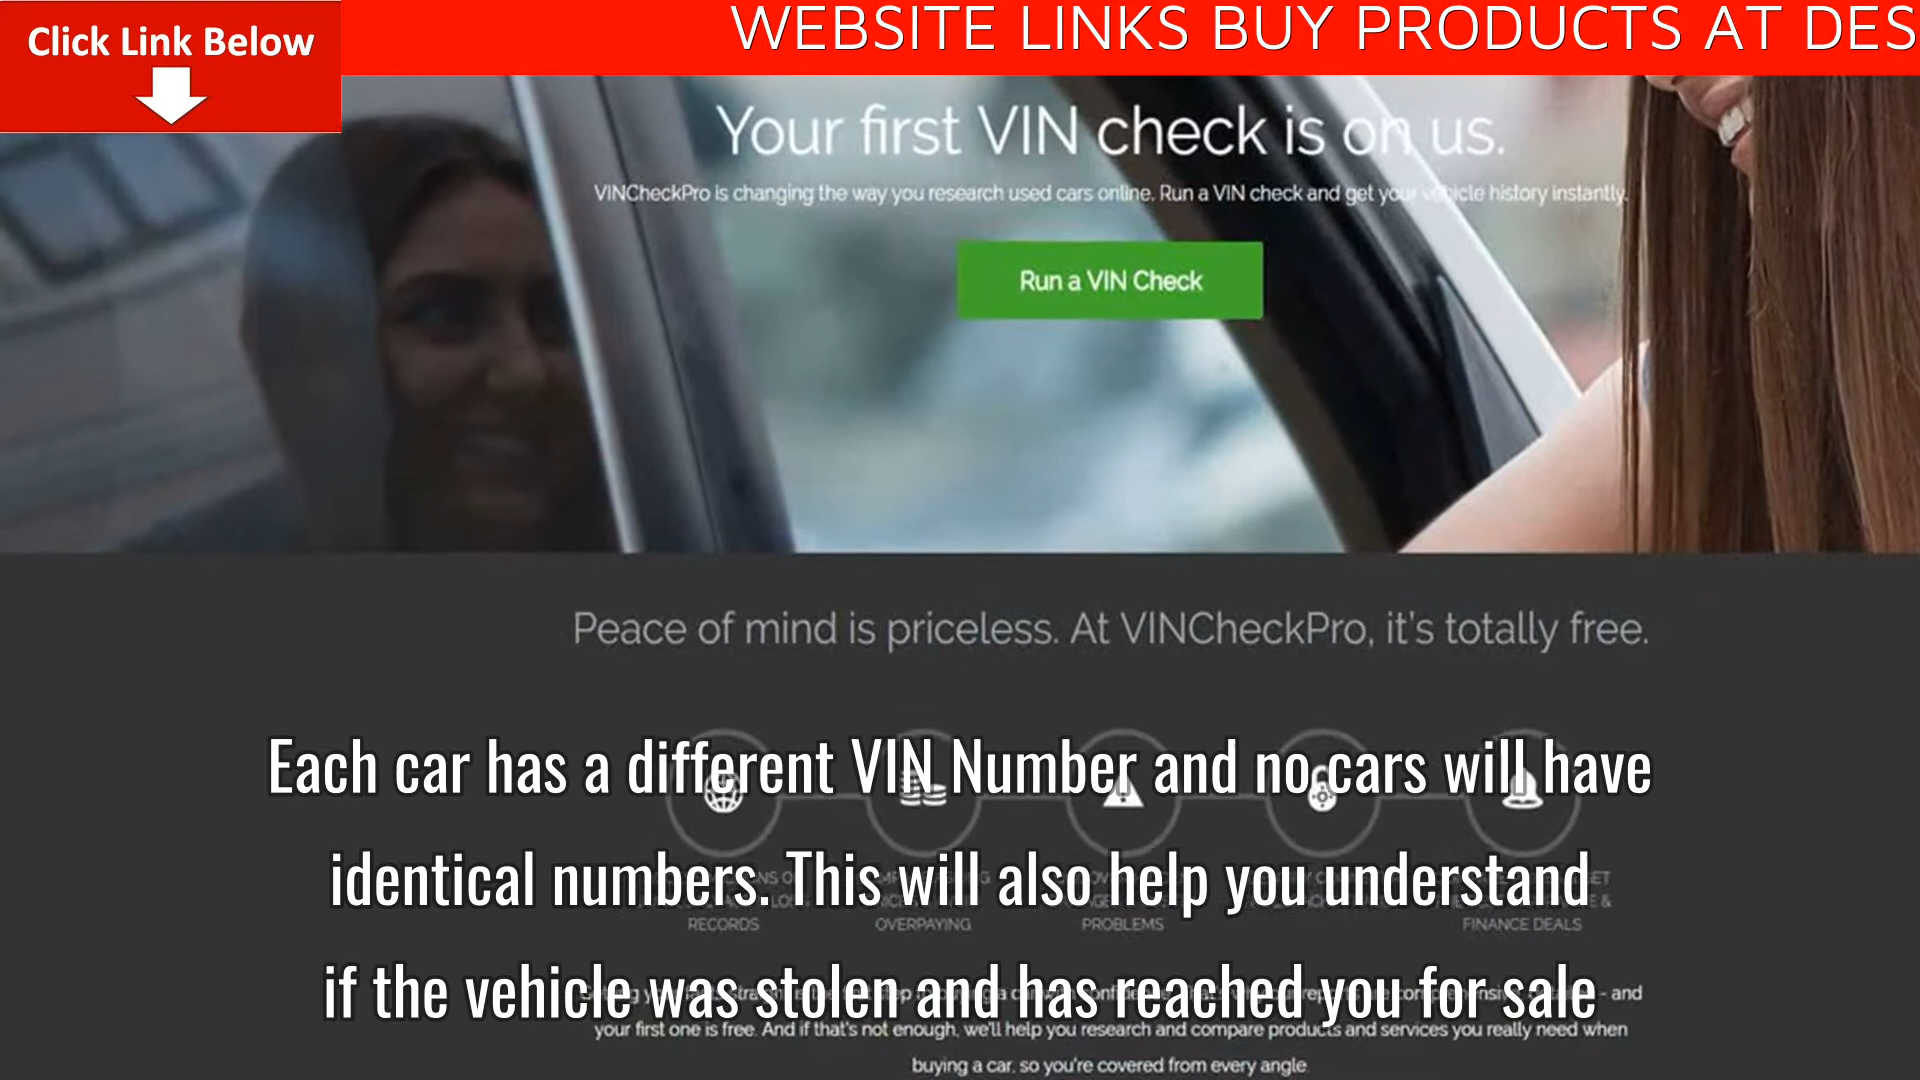 Click Link Below
WEBSITE LINKS BUY PRODUCTS AT DES
Your first VIN check is on us.
VINCheckPro is changing the way you research used cars online. Run a VIN check and get your vehicle history instantly.
Run a VIN Check
Peace of mind is priceless. At VINCheckPro, it's totally free.
Each car has a different VIN Number and no cars will have
identical numbers. This will also help you understand
RECORDS OVERPAYING PROBLEMS FINANCE DEALS
if the vehicle was stolen and has reached you for sale
- and
your first one is free. And if that's not enough, we'll help you research and compare products and services you really need when
buying a car, so you're covered from every angle.